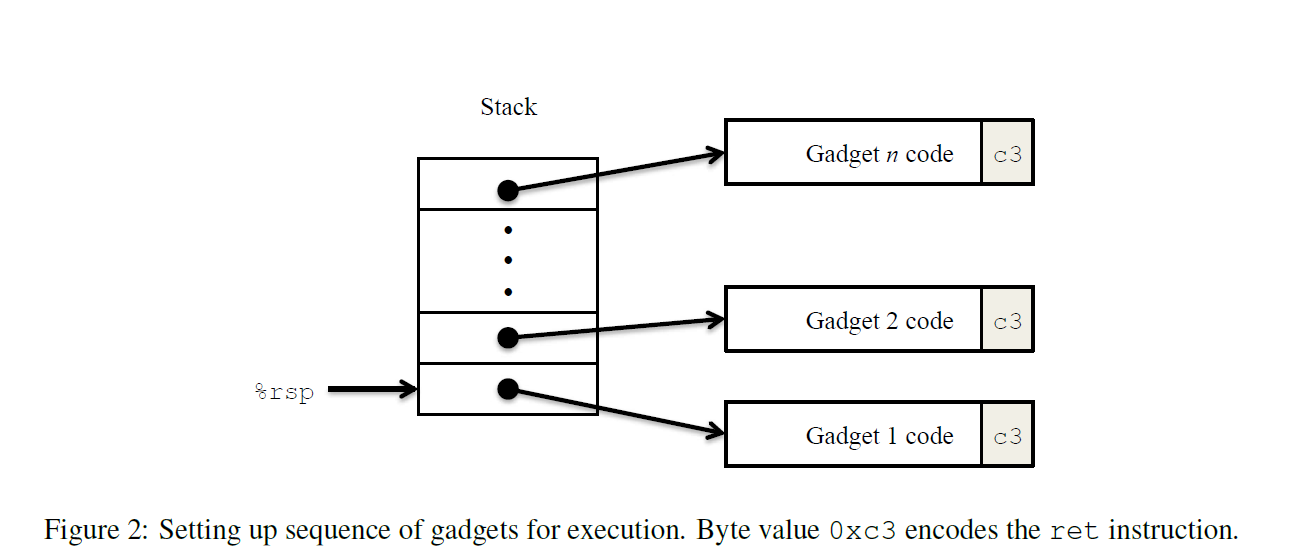 Stack
Gadget n code c3
Gadget 2 code c3
%rsp
Gadget 1 code c3
Figure 2: Setting up sequence of gadgets for execution. Byte value 0xc3 encodes the ret instruction.